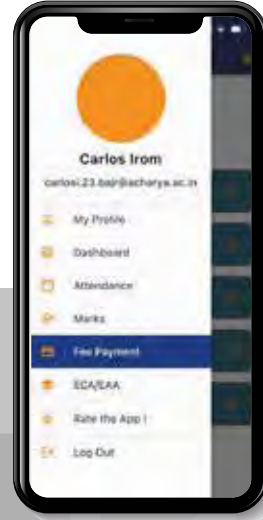 Carlos Irom
carlosi.23.bajr@acharya.ac.in
My Profile
Dashboard
Attendance
Marks
Fee Payment
ECA/EAA
Rate the App !
Log Out